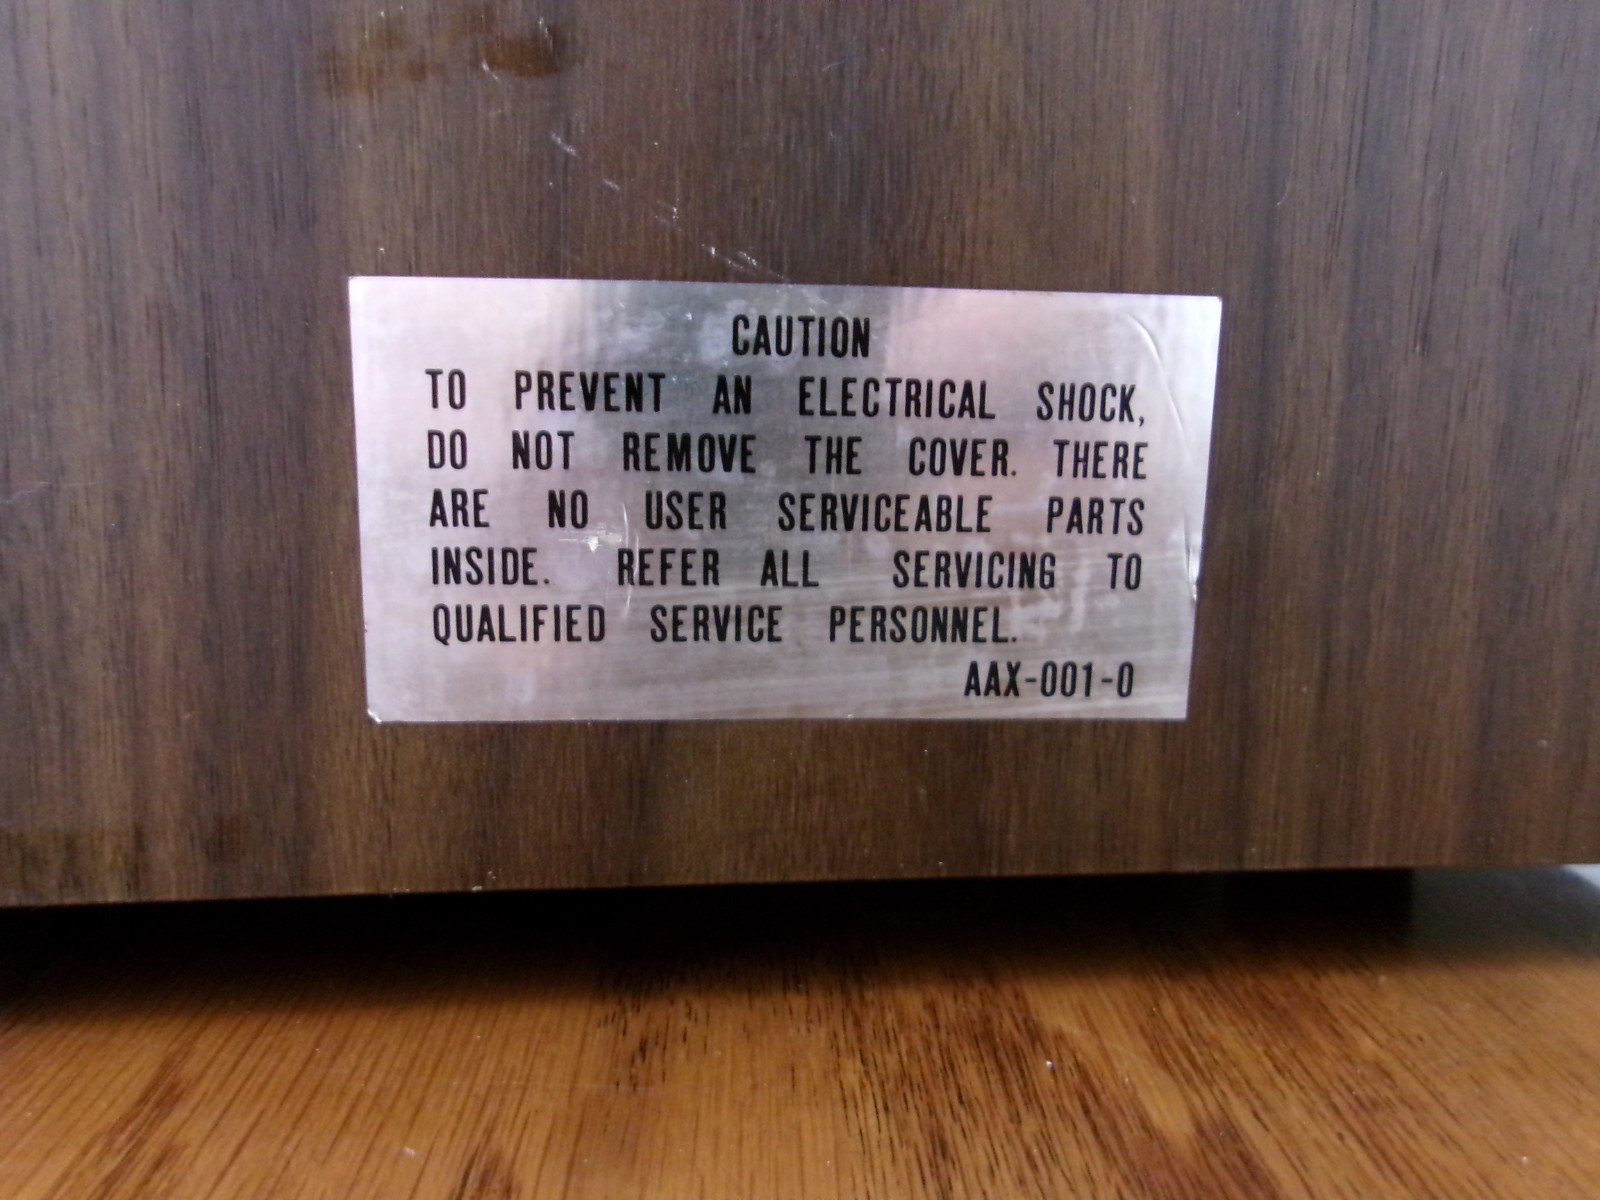 CAUTION
TO PREVENT AN ELECTRICAL SHOCK,
DO NOT REMOVE THE COVER. THERE
ARE NO USER SERVICEABLE PARTS
INSIDE. REFER ALL SERVICING TO
QUALIFIED SERVICE PERSONNEL.
AAX-001-0